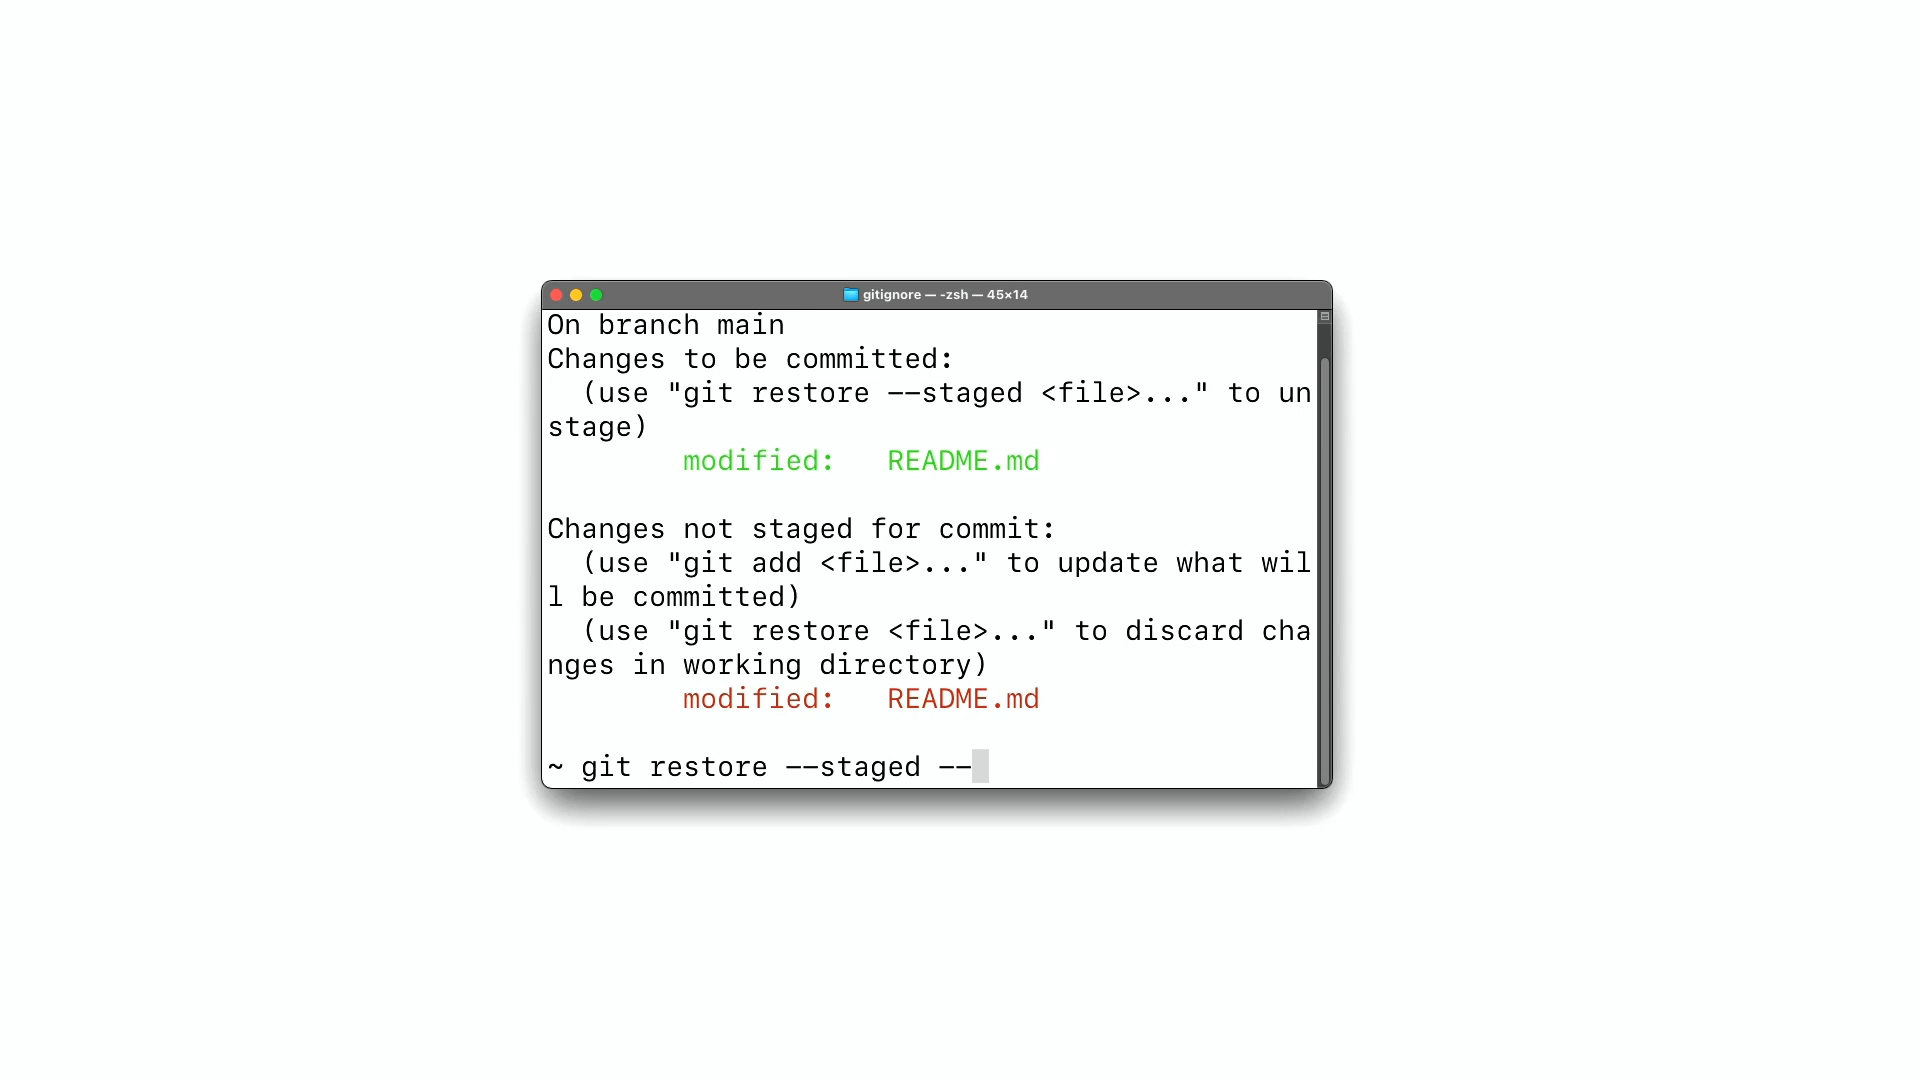 gitignore — -zsh — 45×14
On branch main
Changes to be committed:
  (use "git restore --staged <file>..." to un
stage)
        modified:   README.md
Changes not staged for commit:
  (use "git add <file>..." to update what wil
l be committed)
  (use "git restore <file>..." to discard cha
nges in working directory)
        modified:   README.md
~ git restore --staged --